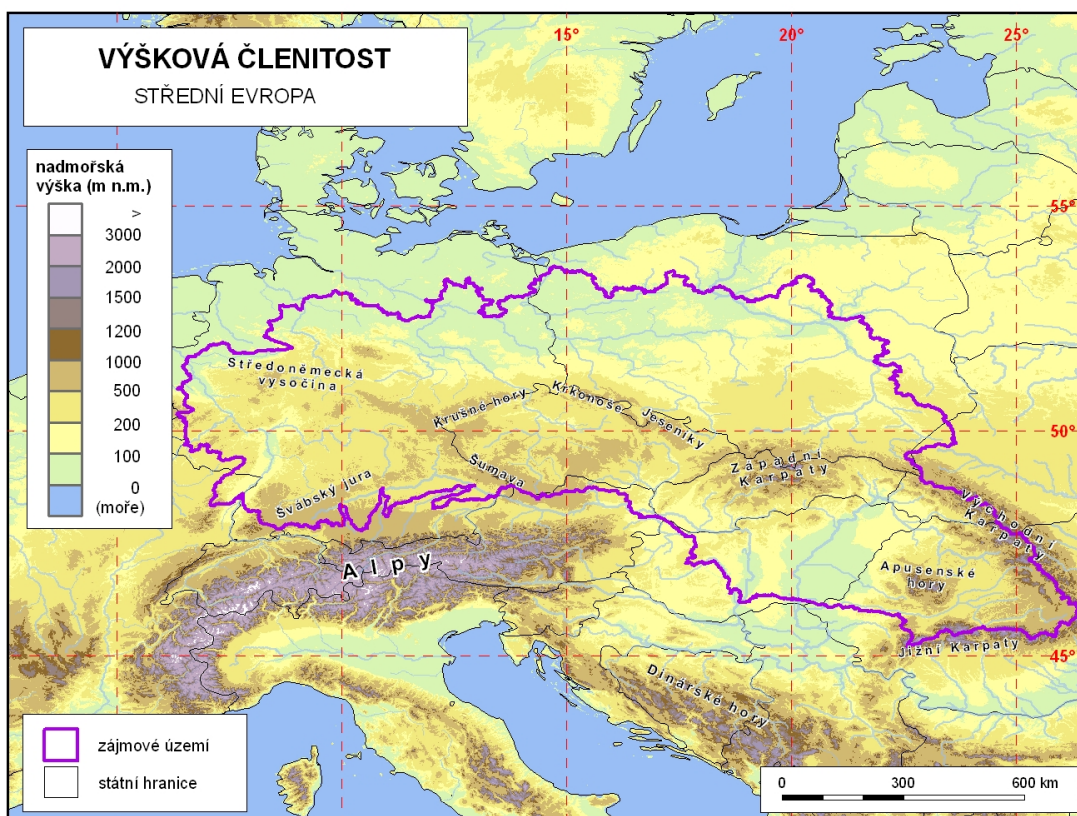 VÝŠKOVÁ ČLENITOST
STŘEDNÍ EVROPA
15°
20°
25°
nadmořská
výška (m n.m.)
>
3000
2000
1500
1200
1000
500
200
100
0
(moře)
55°
Středoněmecká
vysočina
Krušné hory
Krkonoše
Jeseníky
50°
Šumava
Západní
Karpaty
Švábský jura
Východní
Karpaty
Alpy
Apusenské
hory
Jižní Karpaty
45°
Dinárské hory
zájmové území
státní hranice
0
300
600 km